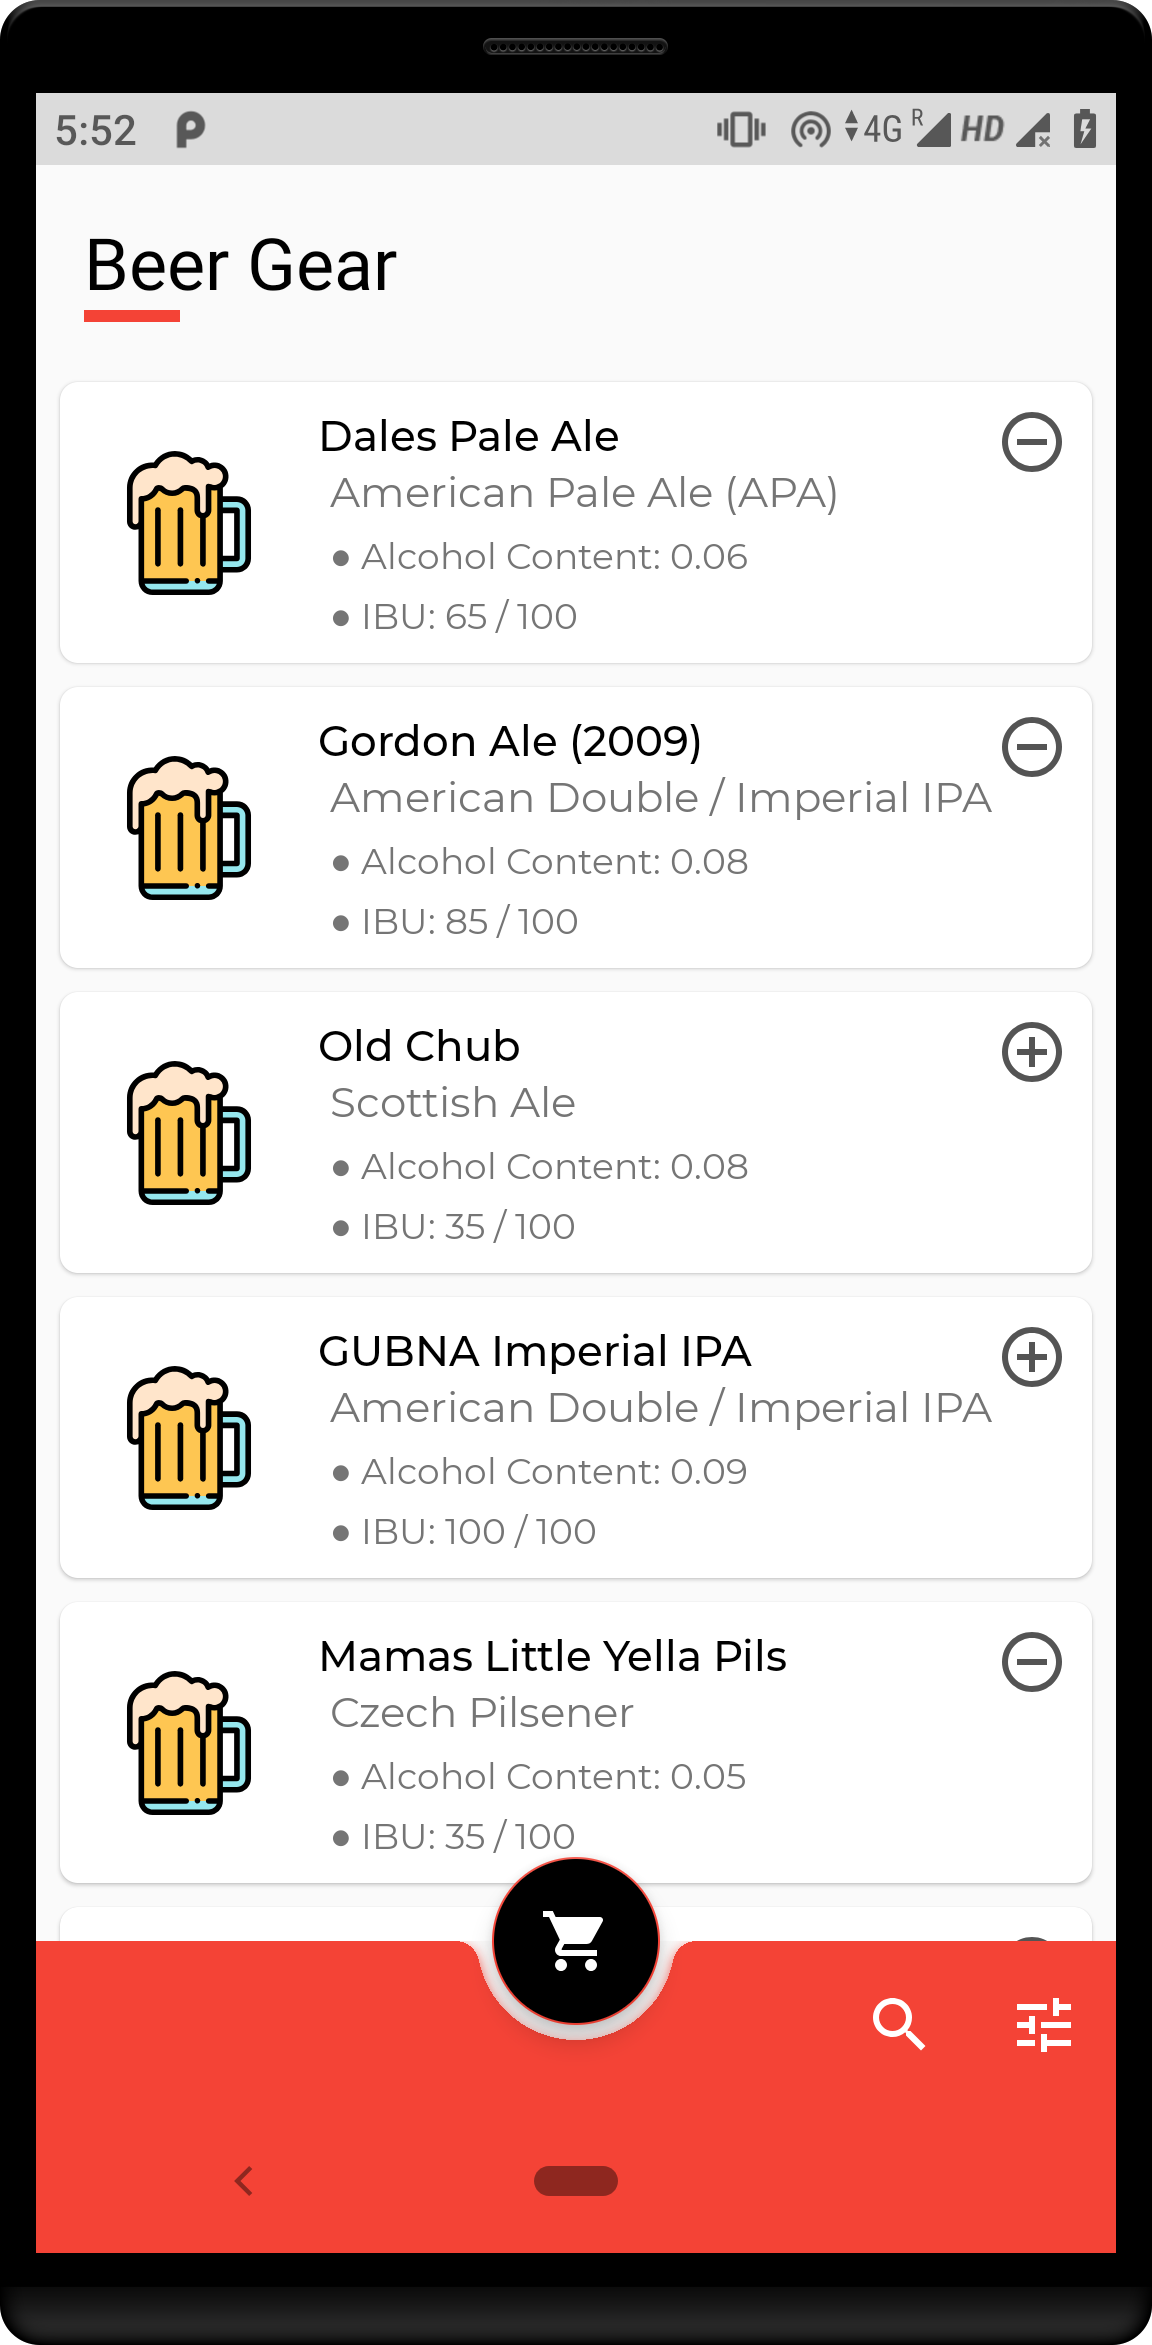 5:52 4G R HD
Beer Gear
Dales Pale Ale
American Pale Ale (APA)
● Alcohol Content: 0.06
● IBU: 65 / 100
Gordon Ale (2009)
American Double / Imperial IPA
● Alcohol Content: 0.08
● IBU: 85 / 100
Old Chub
Scottish Ale
● Alcohol Content: 0.08
● IBU: 35 / 100
GUBNA Imperial IPA
American Double / Imperial IPA
● Alcohol Content: 0.09
● IBU: 100 / 100
Mamas Little Yella Pils
Czech Pilsener
● Alcohol Content: 0.05
● IBU: 35 / 100